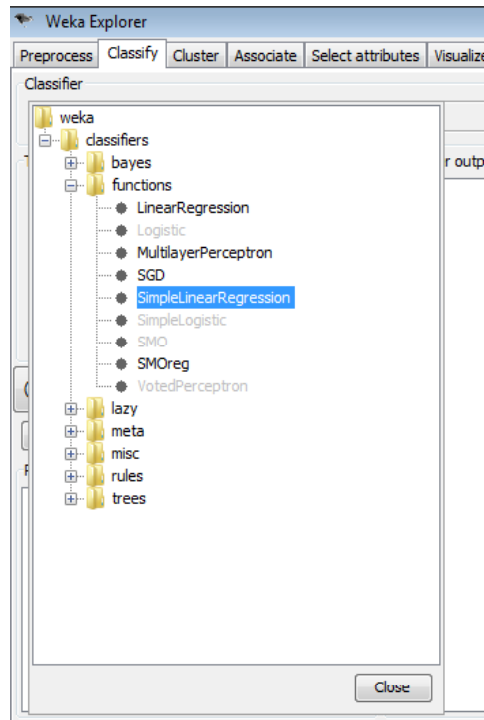 Weka Explorer
Preprocess Classify Cluster Associate Select attributes Visualize
Classifier
weka
classifiers
r outp
bayes
functions
LinearRegression
Logistic
MultilayerPerceptron
SGD
SimpleLinearRegression
SimpleLogistic
SMO
SMOreg
VotedPerceptron
lazy
meta
misc
rules
trees
Close